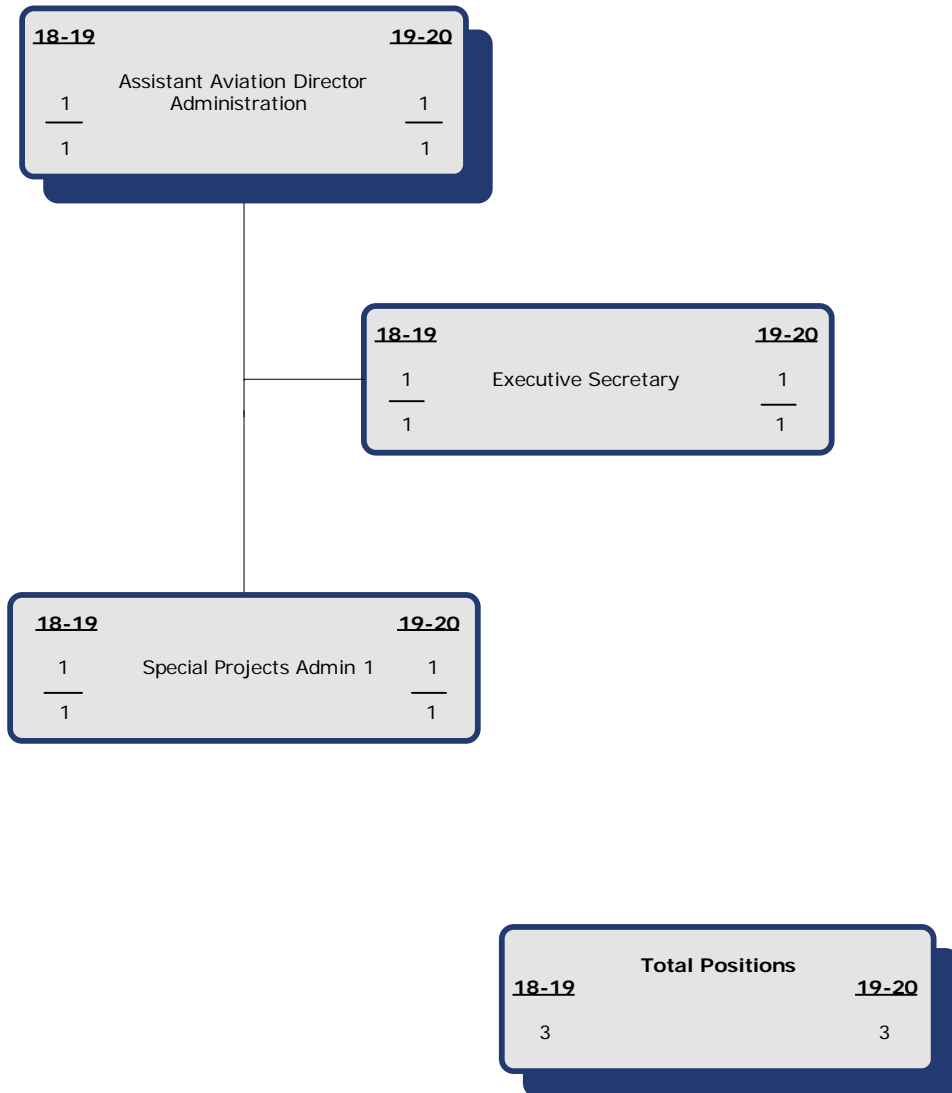 18-19 19-20
Assistant Aviation Director
1 Administration 1
1 1
18-19 19-20
1 Executive Secretary 1
1 1
18-19 19-20
1 Special Projects Admin 1 1
1 1
Total Positions
18-19 19-20
3 3